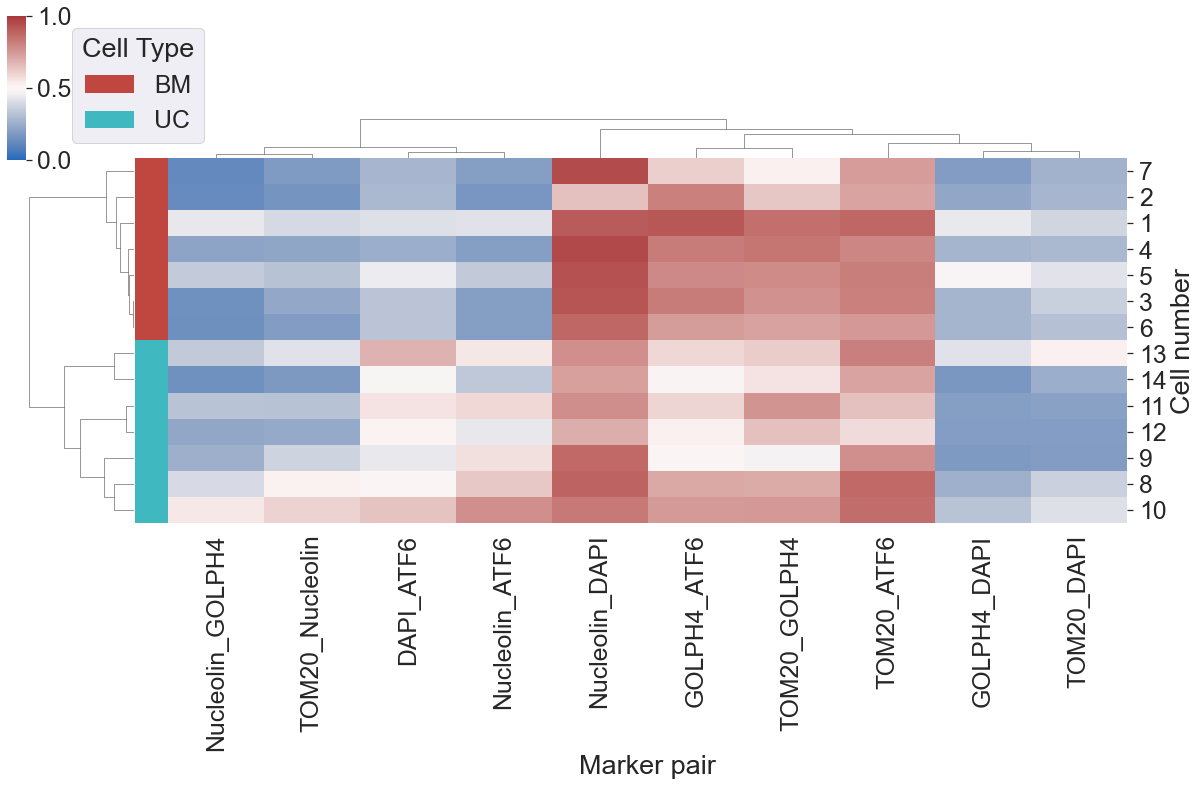 1.0
0.5
0.0
Cell Type
BM
UC
7
2
1
4
5
3
6
13
14
11
12
9
8
10
Cell number
Nucleolin_GOLPH4
TOM20_Nucleolin
DAPI_ATF6
Nucleolin_ATF6
Nucleolin_DAPI
GOLPH4_ATF6
TOM20_GOLPH4
TOM20_ATF6
GOLPH4_DAPI
TOM20_DAPI
Marker pair